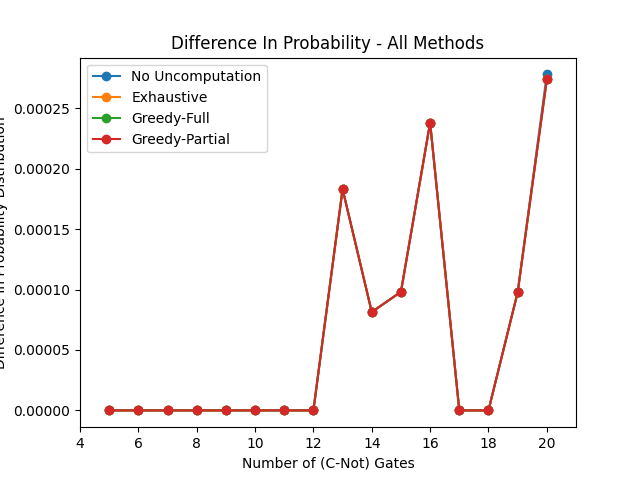 Difference In Probability - All Methods
No Uncomputation
Exhaustive
Greedy-Full
Greedy-Partial
0.00025
0.00020
0.00015
0.00010
0.00005
0.00000
Difference In Probability Distribution
4 6 8 10 12 14 16 18 20
Number of (C-Not) Gates